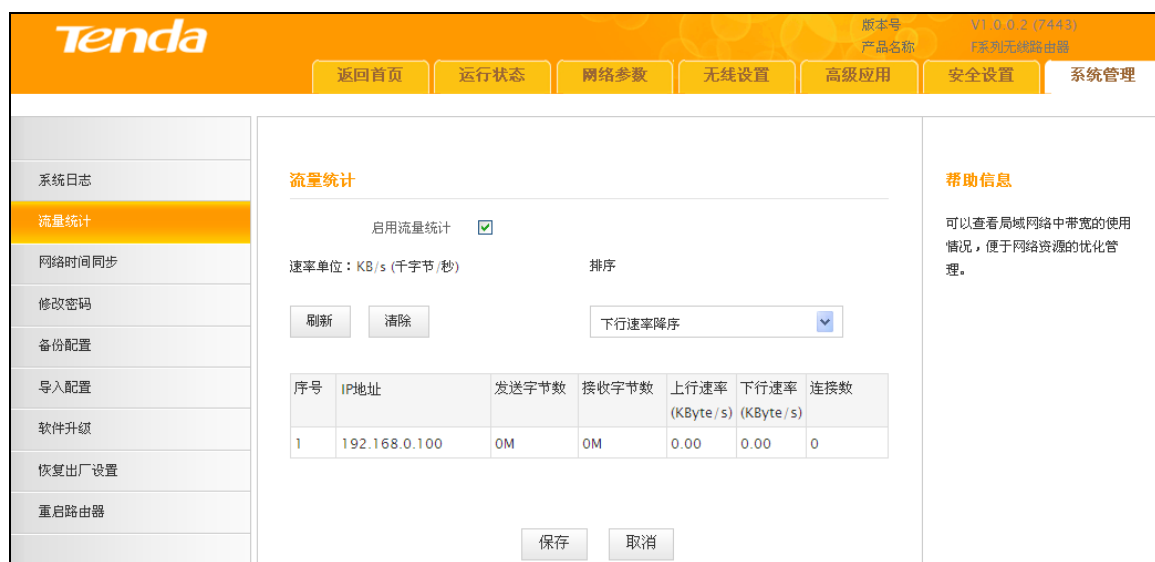 Tenda
版本号 V1.0.0.2 (7443)
产品名称 F系列无线路由器
返回首页 运行状态 网络参数 无线设置 高级应用 安全设置 系统管理
系统日志
流量统计
网络时间同步
修改密码
备份配置
导入配置
软件升级
恢复出厂设置
重启路由器
流量统计
启用流量统计
速率单位：KB/s (千字节/秒) 排序
刷新 清除 下行速率降序
序号 IP地址 发送字节数 接收字节数 上行速率 下行速率 连接数
(KByte/s) (KByte/s)
1 192.168.0.100 0M 0M 0.00 0.00 0
保存 取消
帮助信息
可以查看局域网络中带宽的使用
情况，便于网络资源的优化管
理。